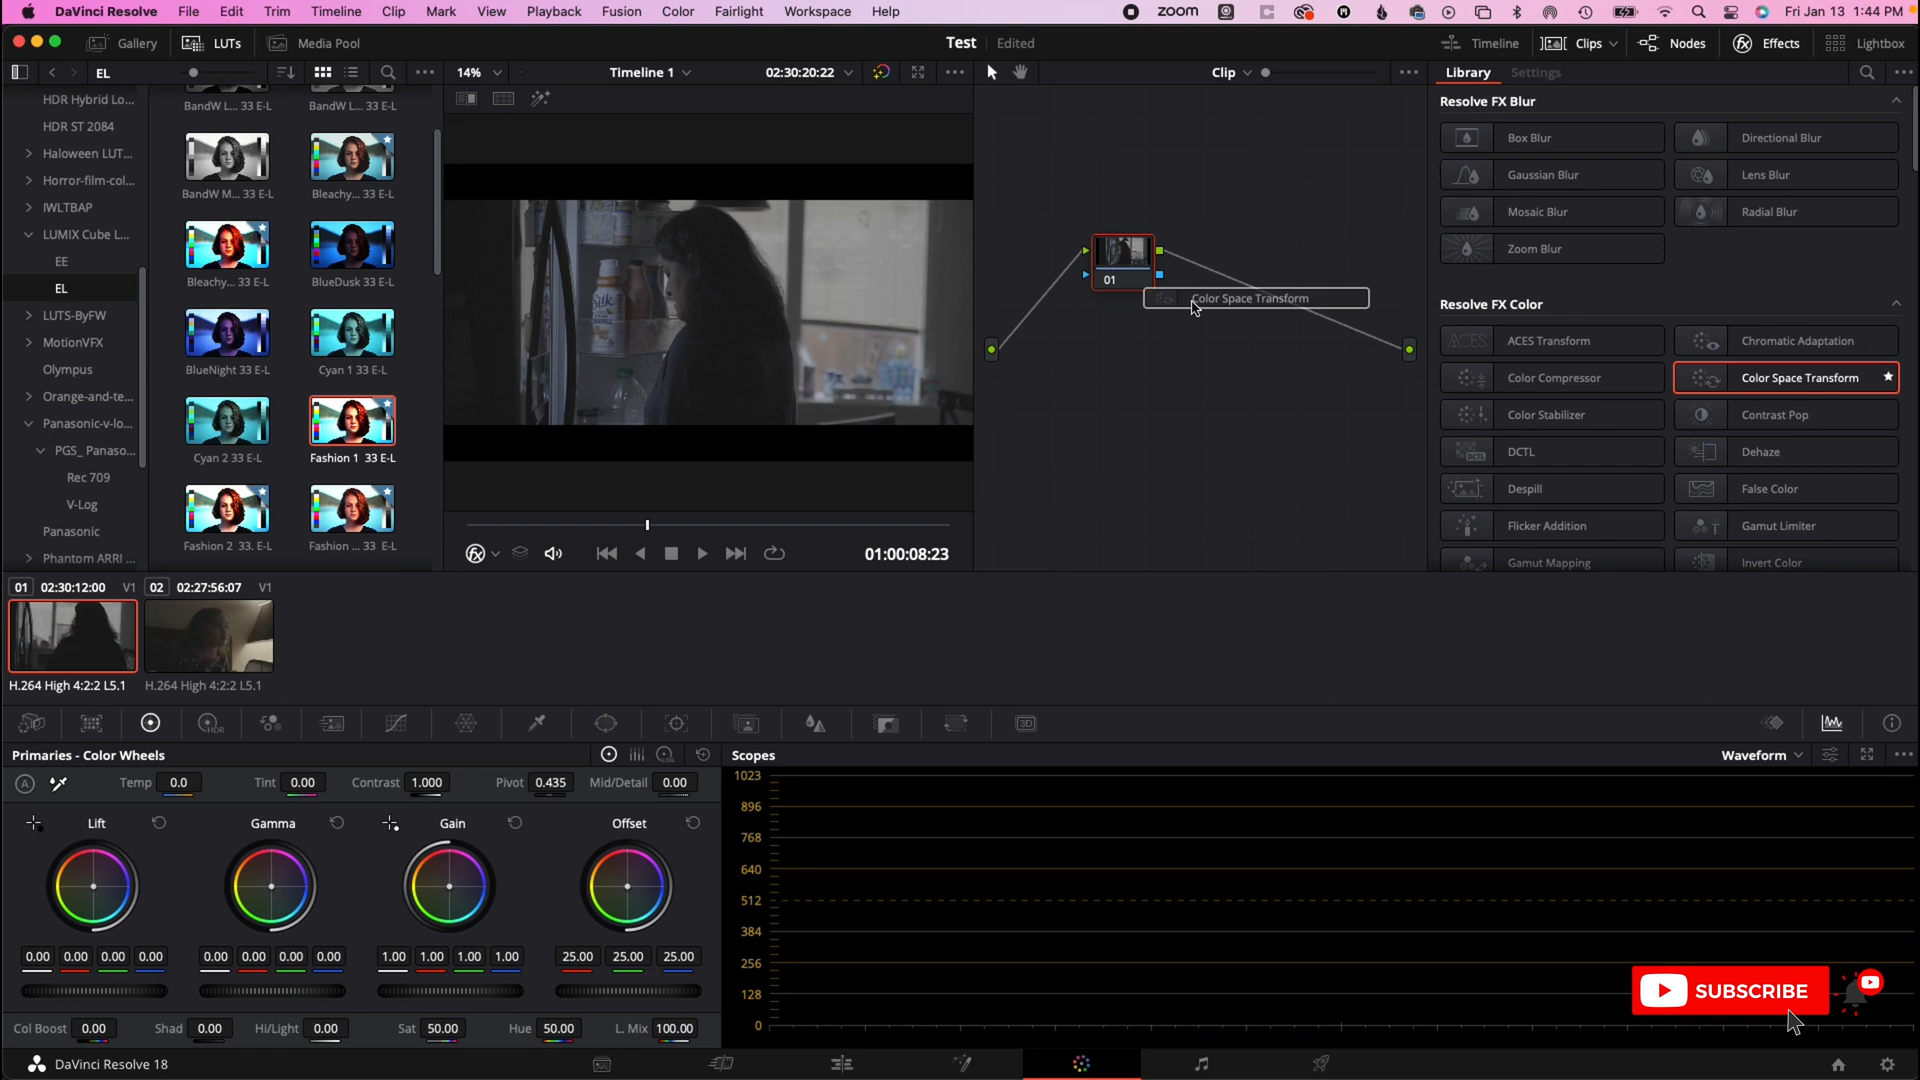 DaVinci Resolve File Edit Trim Timeline Clip Mark View Playback Fusion Color Fairlight Workspace Help zoom Fri Jan 13 1:44 PM
Gallery LUTs Media Pool Test Edited Timeline Clips Nodes Effects Lightbox
EL 14% Timeline 1 02:30:20:22 Clip Library Settings
HDR Hybrid Lo...
HDR ST 2084
Haloween LUT...
Horror-film-col...
IWLTBAP
LUMIX Cube L...
EE
EL
LUTS-ByFW
MotionVFX
Olympus
Orange-and-te...
Panasonic-v-lo...
PGS_ Panaso...
Rec 709
V-Log
Panasonic
Phantom ARRI ...
BandW L... 33 E-L BandW L... 33 E-L
BandW M... 33 E-L Bleachy... 33 E-L
Bleachy... 33 E-L BlueDusk 33 E-L
BlueNight 33 E-L Cyan 1 33 E-L
Cyan 2 33 E-L Fashion 1 33 E-L
Fashion 2 33. E-L Fashion ... 33 E-L
Silk
01:00:08:23
01
Color Space Transform
Resolve FX Blur
Box Blur Directional Blur
Gaussian Blur Lens Blur
Mosaic Blur Radial Blur
Zoom Blur
Resolve FX Color
ACES ACES Transform Chromatic Adaptation
Color Compressor Color Space Transform
Color Stabilizer Contrast Pop
DCTL DCTL Dehaze
Despill False Color
Flicker Addition Gamut Limiter
Gamut Mapping Invert Color
01 02:30:12:00 V1 02 02:27:56:07 V1
H.264 High 4:2:2 L5.1 H.264 High 4:2:2 L5.1
HDR 3D
Primaries - Color Wheels Scopes Waveform
A Temp 0.0 Tint 0.00 Contrast 1.000 Pivot 0.435 Mid/Detail 0.00
Lift Gamma Gain Offset
0.00 0.00 0.00 0.00 0.00 0.00 0.00 0.00 1.00 1.00 1.00 1.00 25.00 25.00 25.00
Col Boost 0.00 Shad 0.00 Hi/Light 0.00 Sat 50.00 Hue 50.00 L. Mix 100.00
1023
896
768
640
512
384
256
128
0
SUBSCRIBE
DaVinci Resolve 18